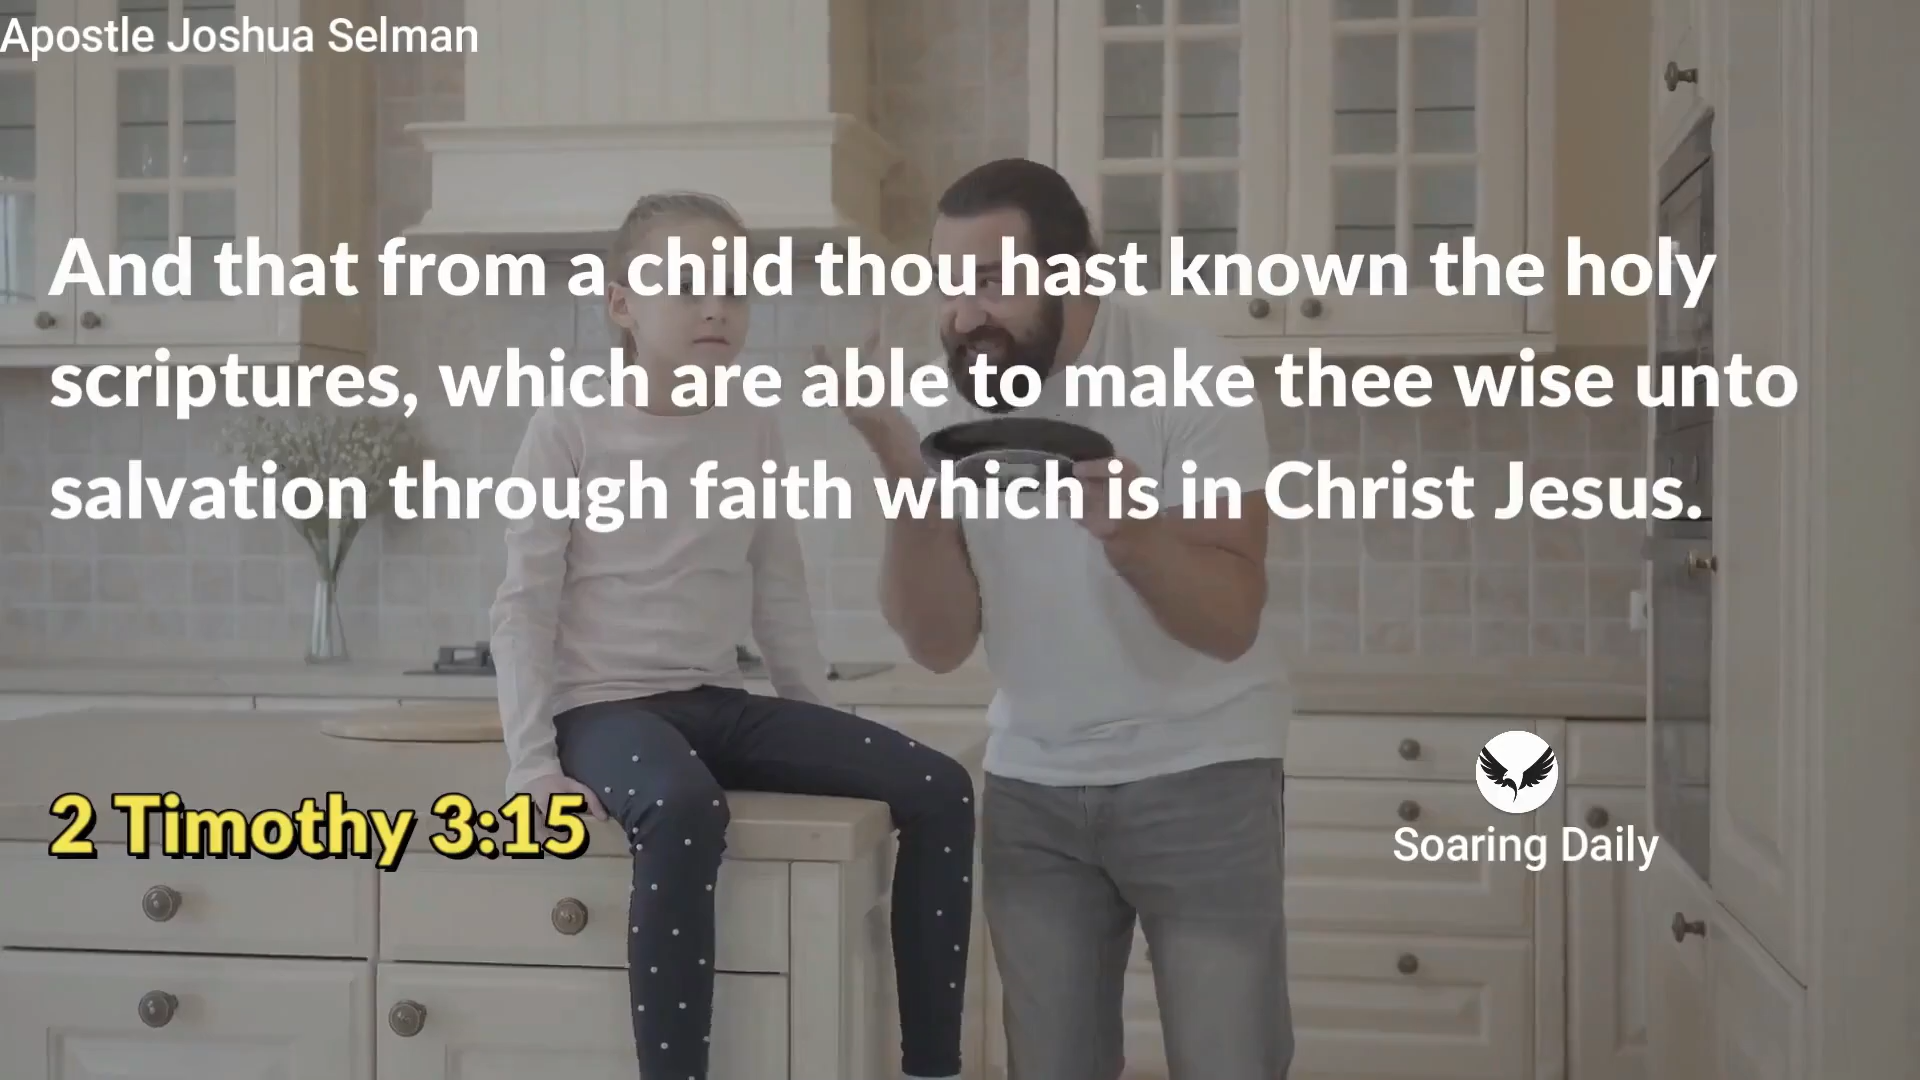 Apostle Joshua Selman
And that from a child thou hast known the holy
scriptures, which are able to make thee wise unto
salvation through faith which is in Christ Jesus.
2 Timothy 3:15
Soaring Daily